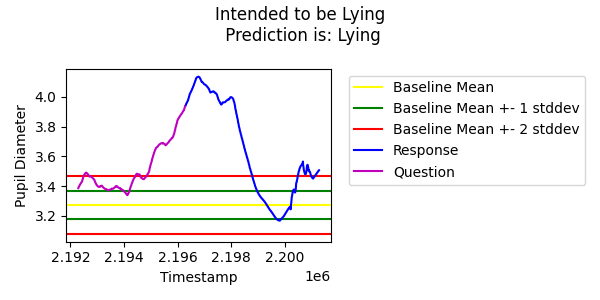 Intended to be Lying
Prediction is: Lying
Pupil Diameter
4.0
3.8
3.6
3.4
3.2
2.192
2.194
2.196
2.198
2.200
1e6
Timestamp
Baseline Mean
Baseline Mean +- 1 stddev
Baseline Mean +- 2 stddev
Response
Question